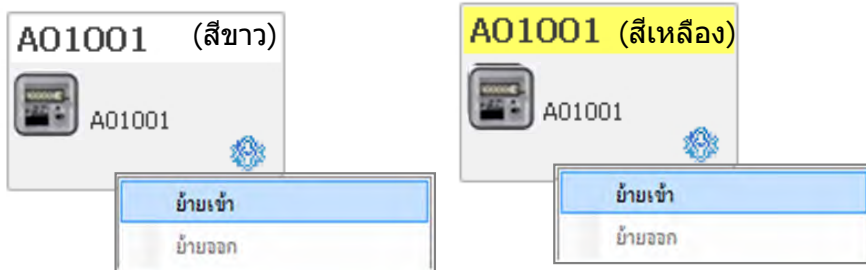 A01001 (สีขาว)
A01001
ย้ายเข้า
ย้ายออก
A01001 (สีเหลือง)
A01001
ย้ายเข้า
ย้ายออก